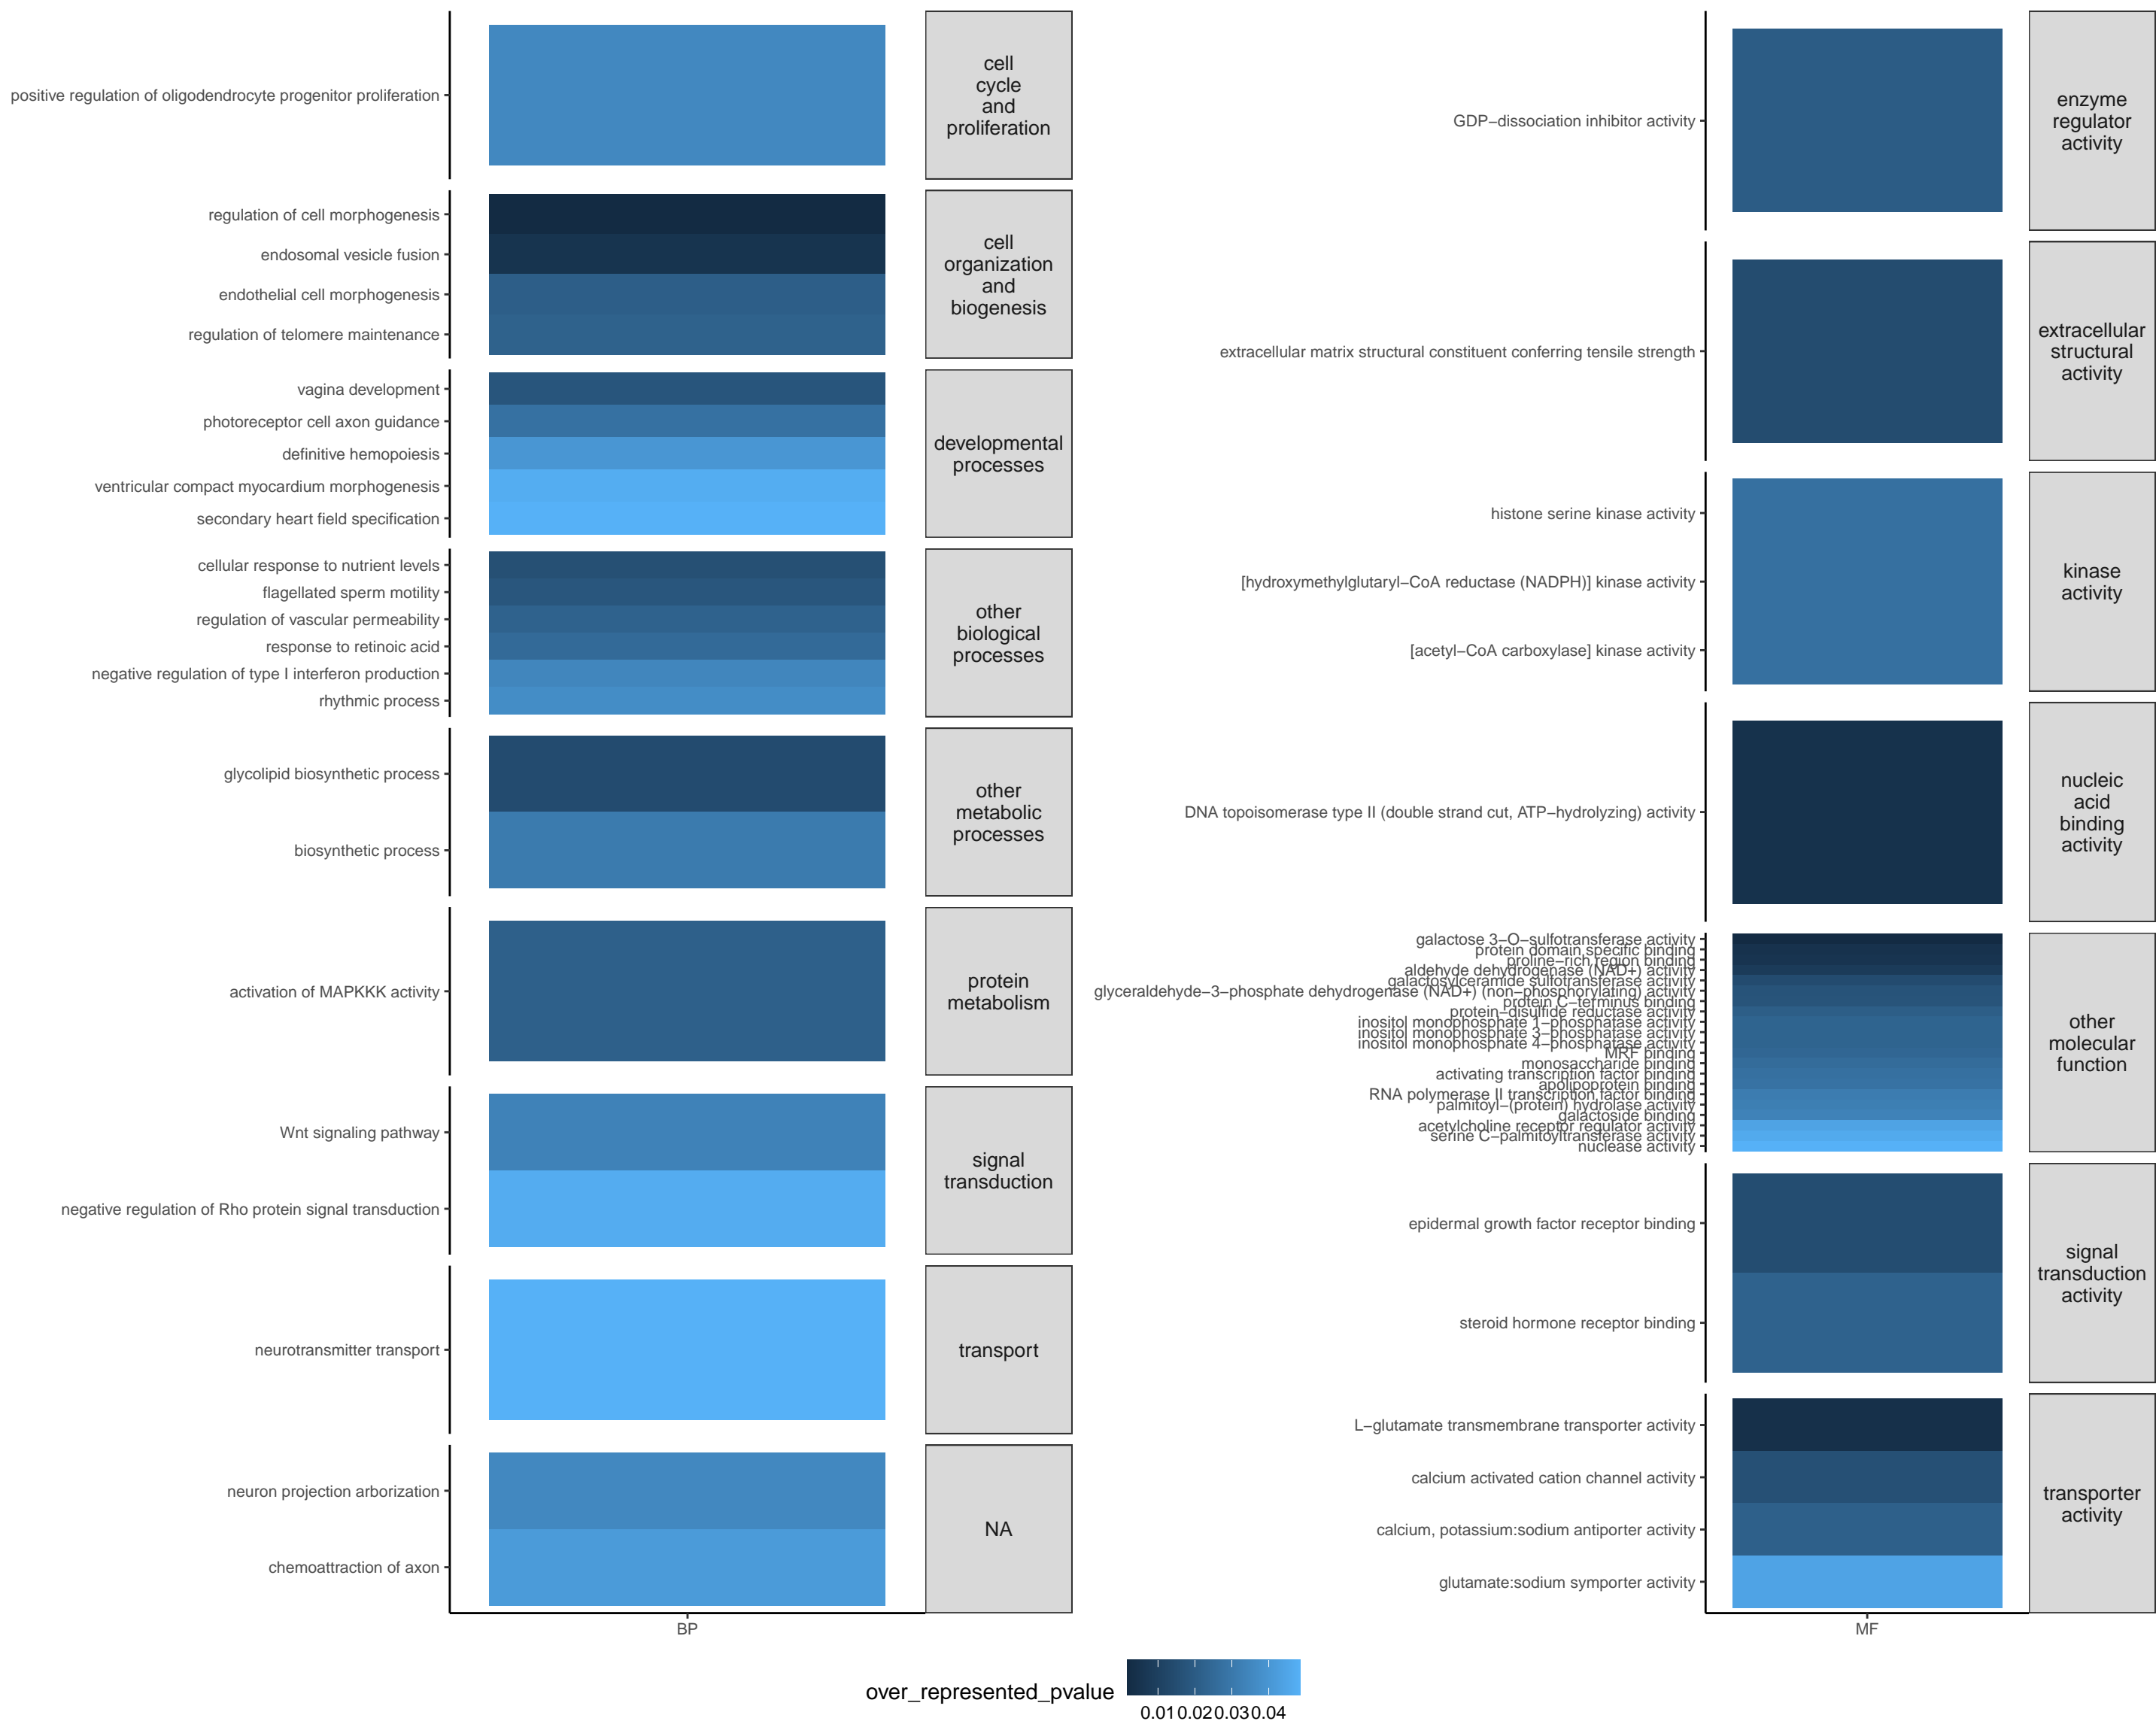 positive regulation of oligodendrocyte progenitor proliferation
cell
cycle
and
proliferation
regulation of cell morphogenesis
endosomal vesicle fusion
endothelial cell morphogenesis
regulation of telomere maintenance
cell
organization
and
biogenesis
vagina development
photoreceptor cell axon guidance
definitive hemopoiesis
ventricular compact myocardium morphogenesis
secondary heart field specification
developmental
processes
cellular response to nutrient levels
flagellated sperm motility
regulation of vascular permeability
response to retinoic acid
negative regulation of type I interferon production
rhythmic process
other
biological
processes
glycolipid biosynthetic process
biosynthetic process
other
metabolic
processes
activation of MAPKKK activity
protein
metabolism
Wnt signaling pathway
negative regulation of Rho protein signal transduction
signal
transduction
neurotransmitter transport
transport
neuron projection arborization
chemoattraction of axon
NA
BP
GDP−dissociation inhibitor activity
enzyme
regulator
activity
extracellular matrix structural constituent conferring tensile strength
extracellular
structural
activity
histone serine kinase activity
[hydroxymethylglutaryl−CoA reductase (NADPH)] kinase activity
[acetyl−CoA carboxylase] kinase activity
kinase
activity
DNA topoisomerase type II (double strand cut, ATP−hydrolyzing) activity
nucleic
acid
binding
activity
galactose 3−O−sulfotransferase activity
protein domain specific binding
proline−rich region binding
aldehyde dehydrogenase (NAD+) activity
galactosylceramide sulfotransferase activity
glyceraldehyde−3−phosphate dehydrogenase (NAD+) (non−phosphorylating) activity
protein C−terminus binding
protein−disulfide reductase activity
inositol monophosphate 1−phosphatase activity
inositol monophosphate 3−phosphatase activity
inositol monophosphate 4−phosphatase activity
MRF binding
monosaccharide binding
activating transcription factor binding
apolipoprotein binding
RNA polymerase II transcription factor binding
palmitoyl−(protein) hydrolase activity
galactoside binding
acetylcholine receptor regulator activity
serine C−palmitoyltransferase activity
nuclease activity
other
molecular
function
epidermal growth factor receptor binding
steroid hormone receptor binding
signal
transduction
activity
L−glutamate transmembrane transporter activity
calcium activated cation channel activity
calcium, potassium:sodium antiporter activity
glutamate:sodium symporter activity
transporter
activity
MF
over_represented_pvalue
0.01 0.02 0.03 0.04